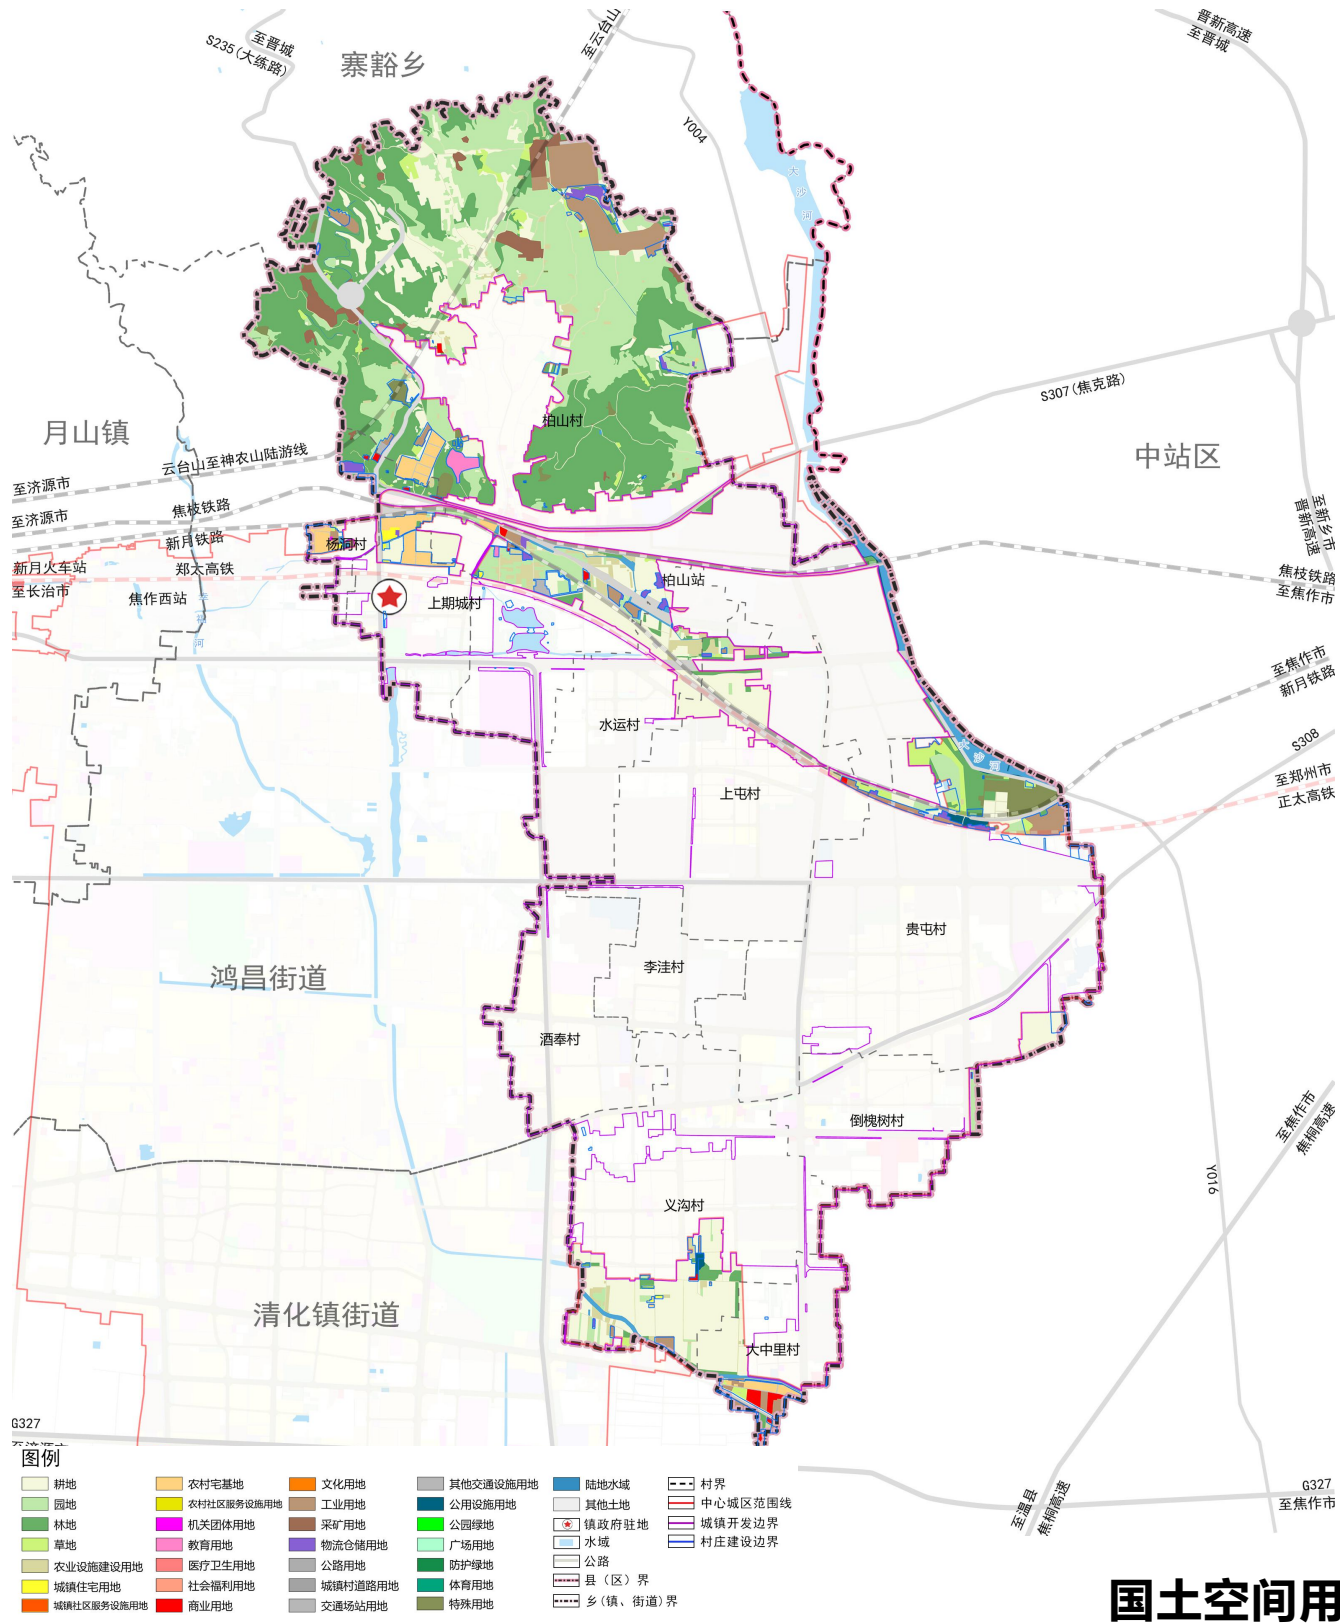 寨豁乡
至晋城
S235(大练路)
至云台山
Y004
晋新高速
至晋城
大沙河
月山镇
中站区
S307(焦克路)
柏山村
云台山至神农山陆游线
至济源市
焦枝铁路
至济源市
新月铁路
新月火车站
郑太高铁
至长治市
焦作西站
杨洞村
上期城村
柏山站
至新乡市
晋新高速
焦枝铁路
至焦作市
至焦作市
新月铁路
S308
至郑州市
正太高铁
大沙河
水运村
上屯村
贵屯村
李洼村
酒奉村
倒槐树村
鸿昌街道
义沟村
清化镇街道
大中里村
至焦作市
焦桐高速
Y016
G327
G327
至焦作市
至温县
焦桐高速
图例
耕地
园地
林地
草地
农业设施建设用地
城镇住宅用地
城镇社区服务设施用地
农村宅基地
农村社区服务设施用地
机关团体用地
教育用地
医疗卫生用地
社会福利用地
商业用地
文化用地
工业用地
采矿用地
物流仓储用地
公路用地
城镇村道路用地
交通场站用地
其他交通设施用地
公用设施用地
公园绿地
广场用地
防护绿地
体育用地
特殊用地
陆地水域
其他土地
镇政府驻地
水域
公路
县（区）界
乡(镇、街道)界
村界
中心城区范围线
城镇开发边界
村庄建设边界
国土空间用